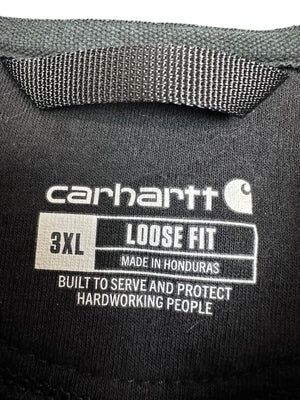 carhartt
3XL
LOOSE FIT
MADE IN HONDURAS
BUILT TO SERVE AND PROTECT
HARDWORKING PEOPLE